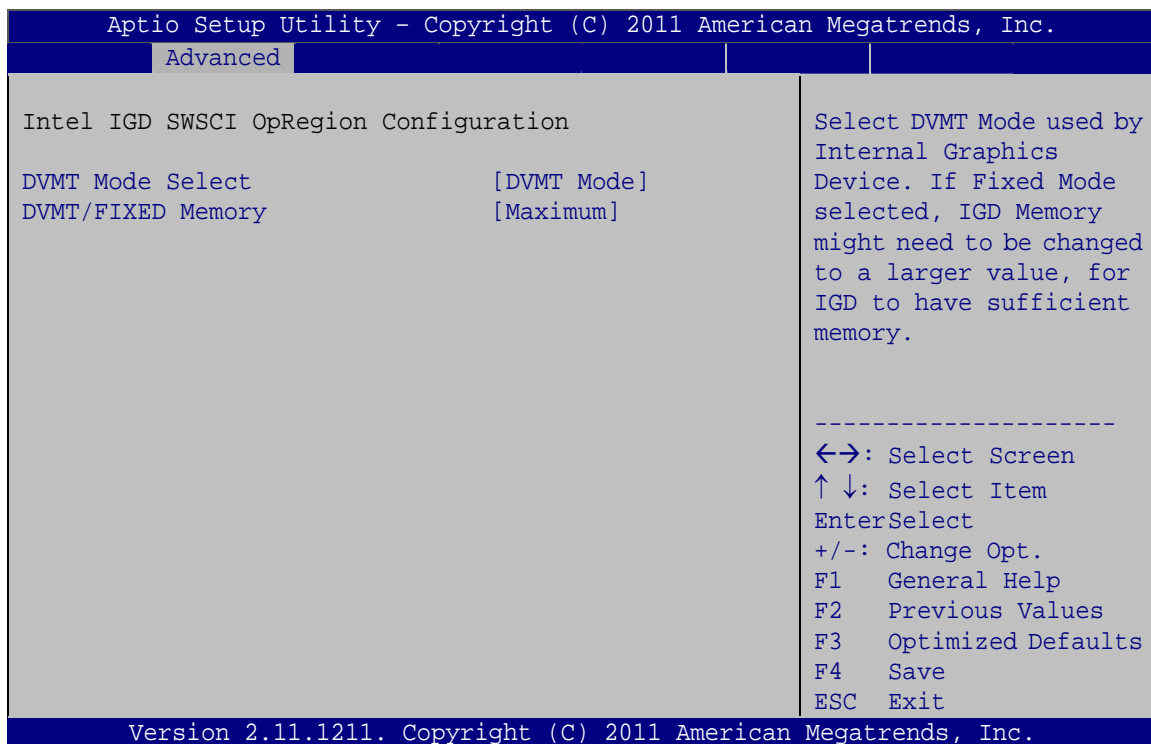 Aptio Setup Utility – Copyright (C) 2011 American Megatrends, Inc.
Advanced
Intel IGD SWSCI OpRegion Configuration
DVMT Mode Select [DVMT Mode]
DVMT/FIXED Memory [Maximum]
Select DVMT Mode used by
Internal Graphics
Device. If Fixed Mode
selected, IGD Memory
might need to be changed
to a larger value, for
IGD to have sufficient
memory.
---------------------
←→: Select Screen
↑ ↓: Select Item
EnterSelect
+/-: Change Opt.
F1 General Help
F2 Previous Values
F3 Optimized Defaults
F4 Save
ESC Exit
Version 2.11.1211. Copyright (C) 2011 American Megatrends, Inc.